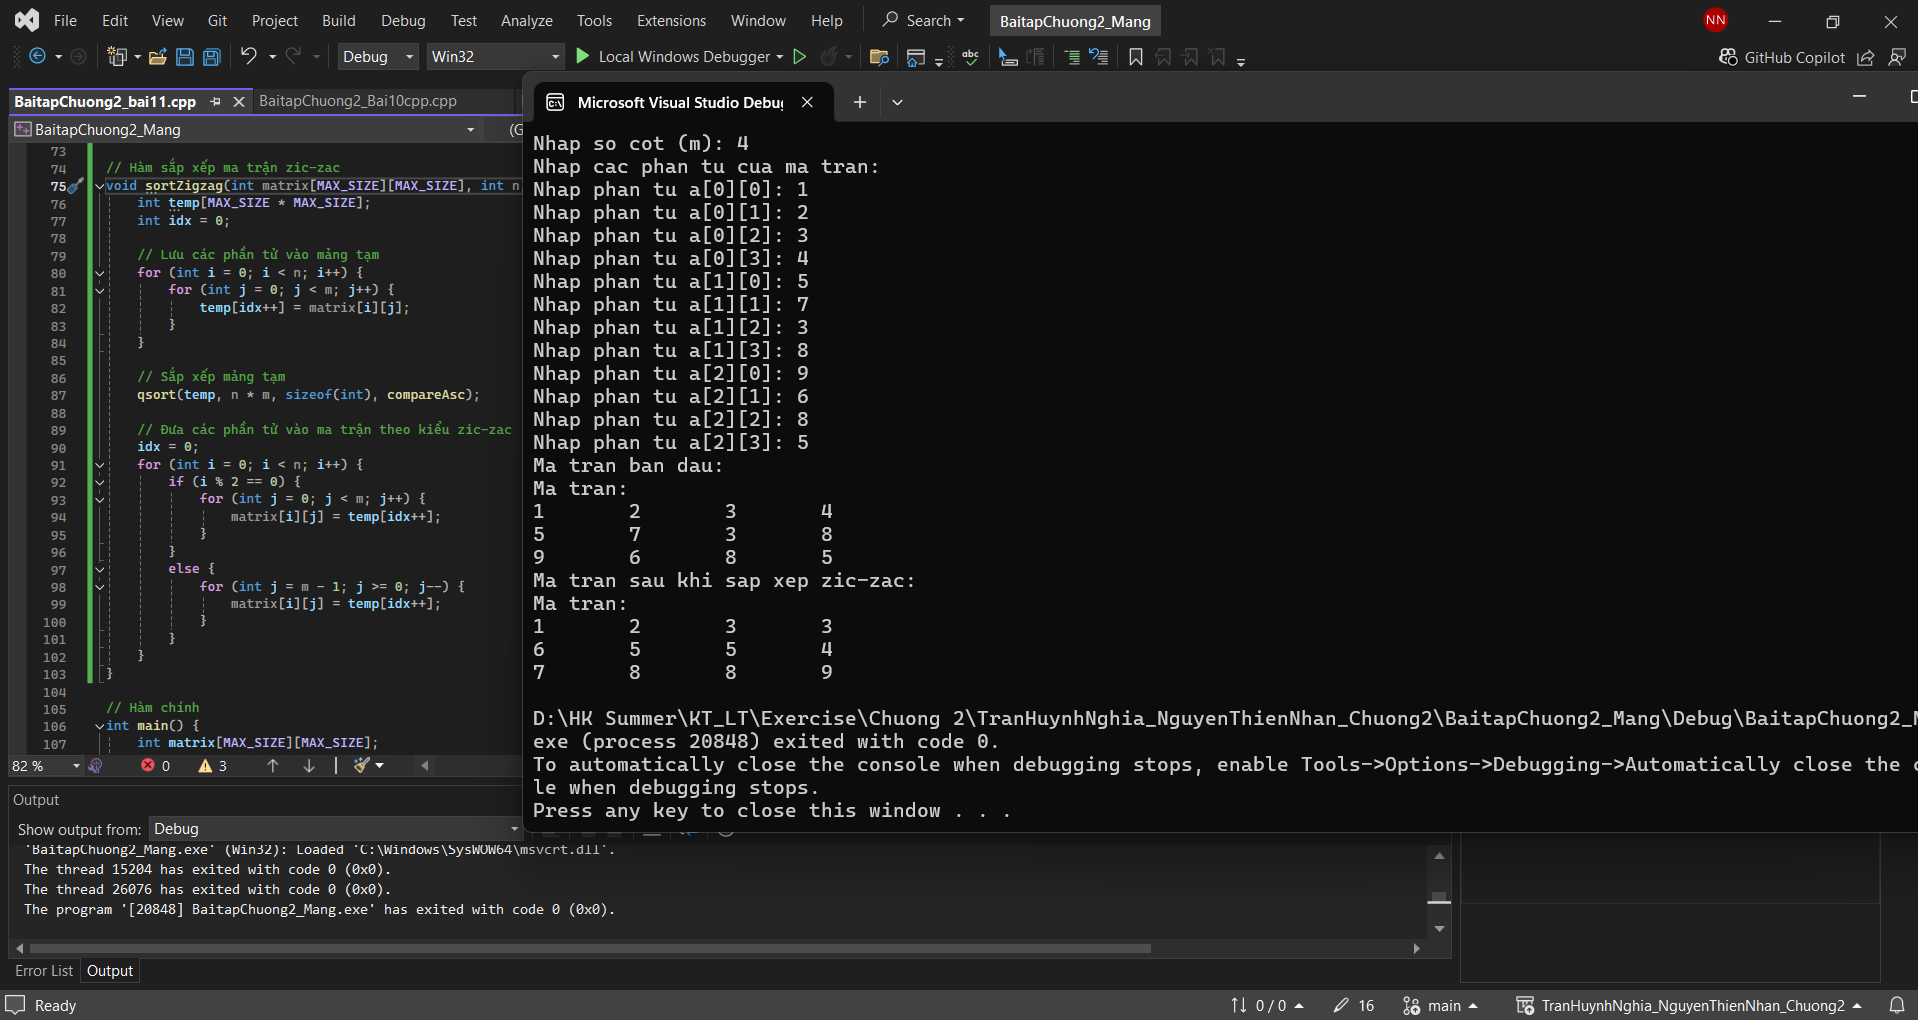 File Edit View Git Project Build Debug Test Analyze Tools Extensions Window Help Search BaitapChuong2_Mang NN
Debug Win32 Local Windows Debugger abc GitHub Copilot
BaitapChuong2_bai11.cpp BaitapChuong2_Bai10cpp.cpp
BaitapChuong2_Mang (G
73
74 // Hàm sắp xếp ma trận zic-zac
75 void sortZigzag(int matrix[MAX_SIZE][MAX_SIZE], int n
76 int temp[MAX_SIZE * MAX_SIZE];
77 int idx = 0;
78
79 // Lưu các phần tử vào mảng tạm
80 for (int i = 0; i < n; i++) {
81 for (int j = 0; j < m; j++) {
82 temp[idx++] = matrix[i][j];
83 }
84 }
85
86 // Sắp xếp mảng tạm
87 qsort(temp, n * m, sizeof(int), compareAsc);
88
89 // Đưa các phần tử vào ma trận theo kiểu zic-zac
90 idx = 0;
91 for (int i = 0; i < n; i++) {
92 if (i % 2 == 0) {
93 for (int j = 0; j < m; j++) {
94 matrix[i][j] = temp[idx++];
95 }
96 }
97 else {
98 for (int j = m - 1; j >= 0; j--) {
99 matrix[i][j] = temp[idx++];
100 }
101 }
102 }
103 }
104
105 // Hàm chính
106 int main() {
107 int matrix[MAX_SIZE][MAX_SIZE];
82 % 0 3
Microsoft Visual Studio Debu
Nhap so cot (m): 4
Nhap cac phan tu cua ma tran:
Nhap phan tu a[0][0]: 1
Nhap phan tu a[0][1]: 2
Nhap phan tu a[0][2]: 3
Nhap phan tu a[0][3]: 4
Nhap phan tu a[1][0]: 5
Nhap phan tu a[1][1]: 7
Nhap phan tu a[1][2]: 3
Nhap phan tu a[1][3]: 8
Nhap phan tu a[2][0]: 9
Nhap phan tu a[2][1]: 6
Nhap phan tu a[2][2]: 8
Nhap phan tu a[2][3]: 5
Ma tran ban dau:
Ma tran:
1 2 3 4
5 7 3 8
9 6 8 5
Ma tran sau khi sap xep zic-zac:
Ma tran:
1 2 3 3
6 5 5 4
7 8 8 9
D:\HK Summer\KT_LT\Exercise\Chuong 2\TranHuynhNghia_NguyenThienNhan_Chuong2\BaitapChuong2_Mang\Debug\BaitapChuong2_M
exe (process 20848) exited with code 0.
To automatically close the console when debugging stops, enable Tools->Options->Debugging->Automatically close the c
le when debugging stops.
Press any key to close this window . . .
Output
Show output from: Debug
'BaitapChuong2_Mang.exe' (Win32): Loaded 'C:\Windows\SysWOW64\msvcrt.dll'.
The thread 15204 has exited with code 0 (0x0).
The thread 26076 has exited with code 0 (0x0).
The program '[20848] BaitapChuong2_Mang.exe' has exited with code 0 (0x0).
Error List Output
Ready 0 / 0 16 main TranHuynhNghia_NguyenThienNhan_Chuong2